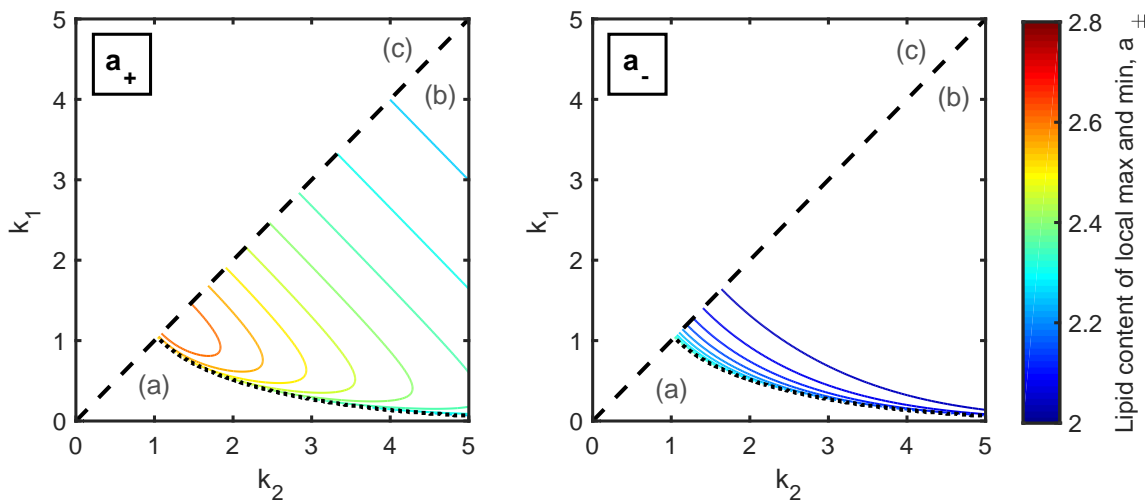 a+
(c)
(b)
(a)
5
4
3
2
1
0
0 1 2 3 4 5
k1
k2
a-
(c)
(b)
(a)
5
4
3
2
1
0
0 1 2 3 4 5
k1
k2
2.8
2.6
2.4
2.2
2
Lipid content of local max and min, a ±